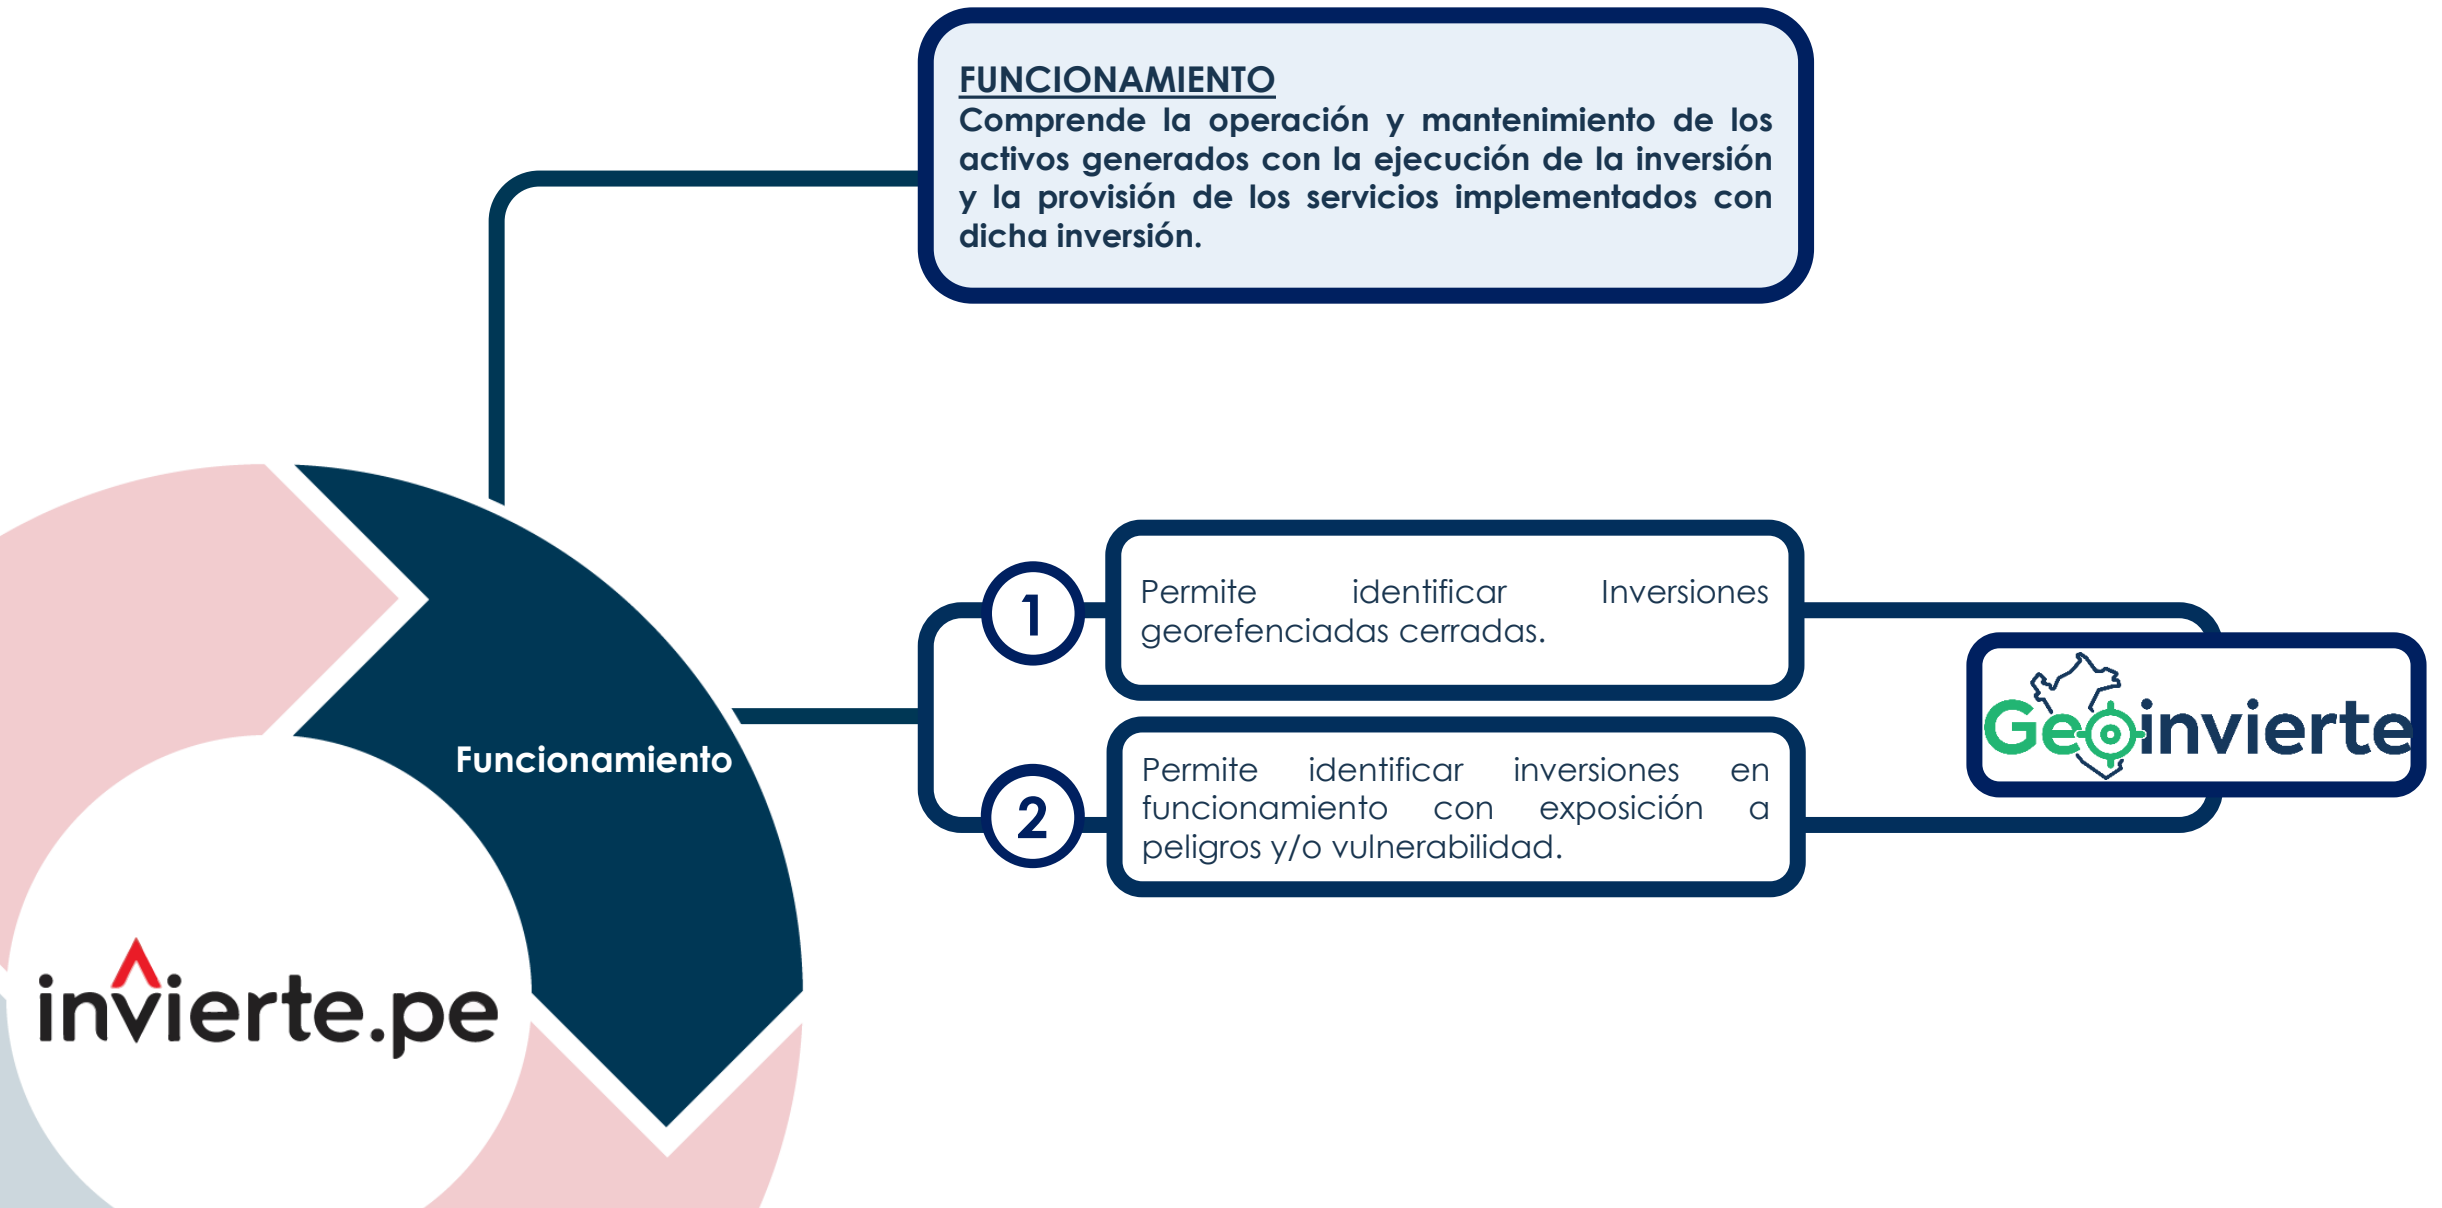 FUNCIONAMIENTO
Comprende la operación y mantenimiento de los
activos generados con la ejecución de la inversión
y la provisión de los servicios implementados con
dicha inversión.
1
Permite identificar Inversiones
georefenciadas cerradas.
Geoinvierte
Funcionamiento
2
Permite identificar inversiones en
funcionamiento con exposición a
peligros y/o vulnerabilidad.
invierte.pe